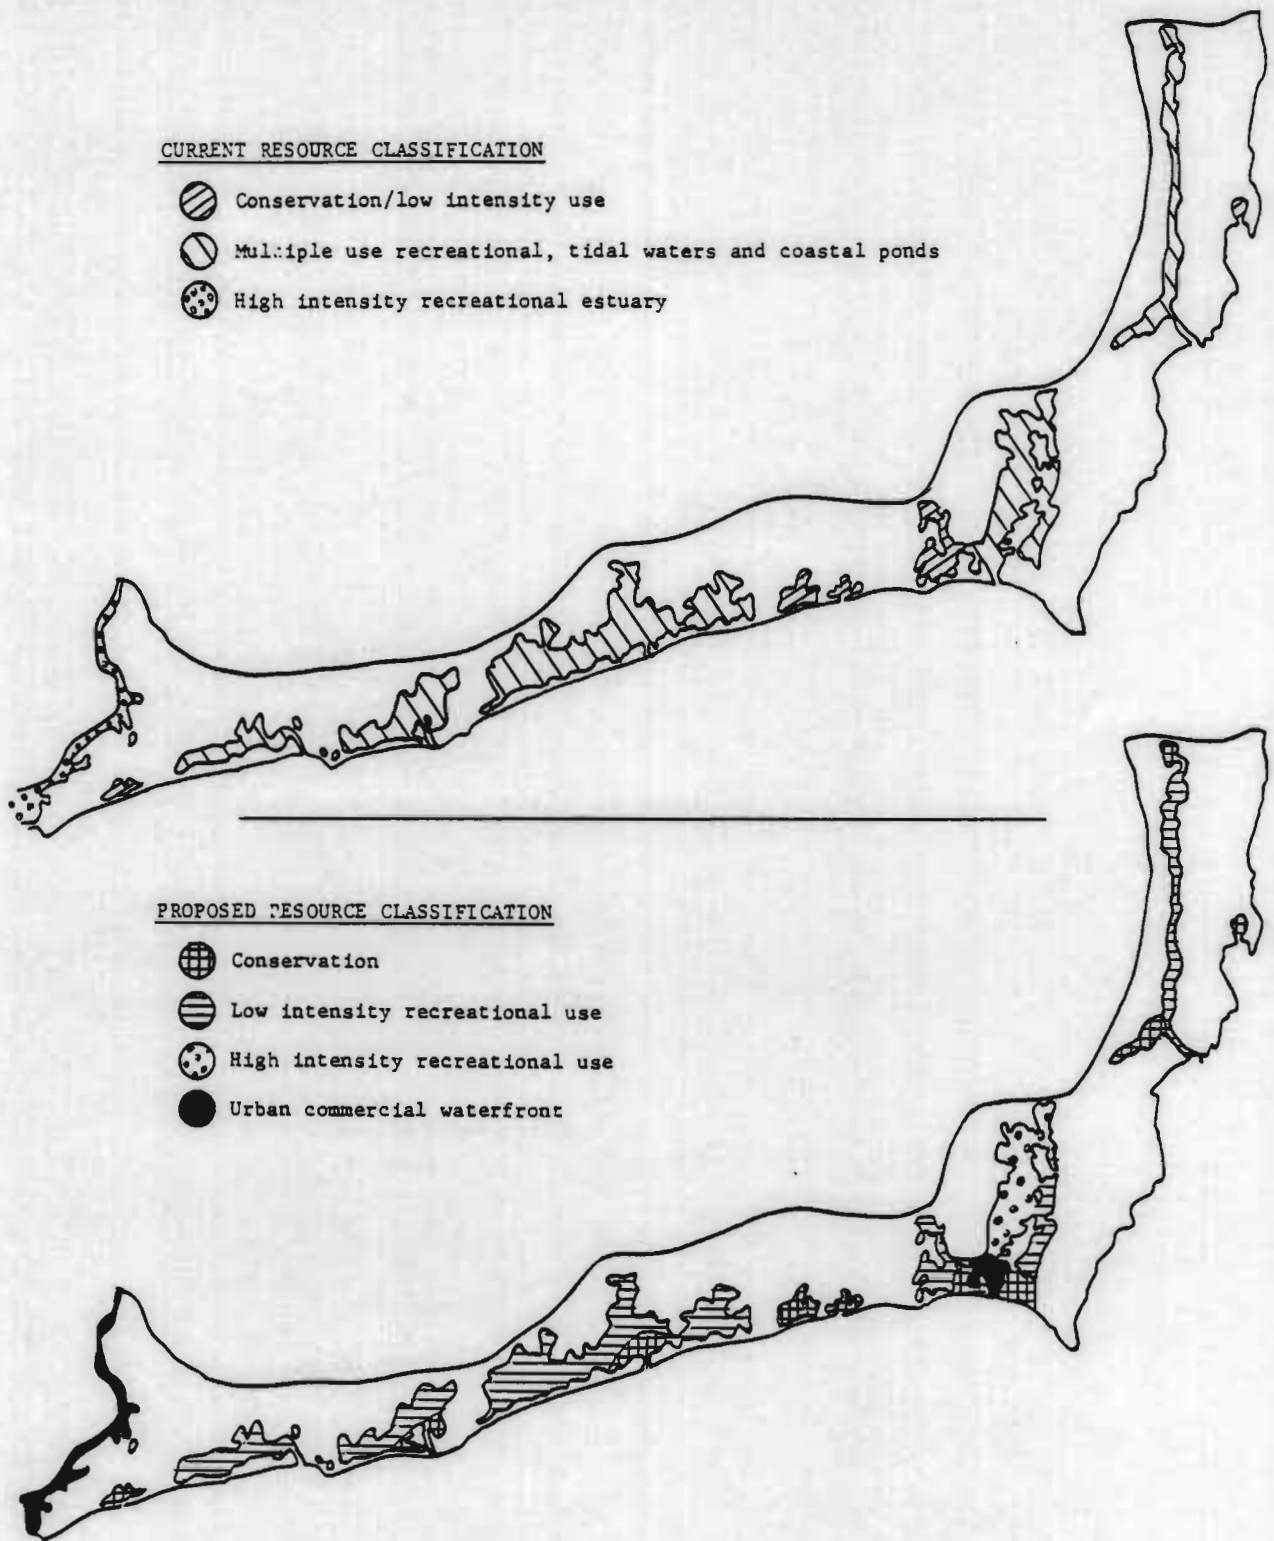 CURRENT RESOURCE CLASSIFICATION
Conservation/low intensity use
Multiple use recreational, tidal waters and coastal ponds
High intensity recreational estuary
PROPOSED RESOURCE CLASSIFICATION
Conservation
Low intensity recreational use
High intensity recreational use
Urban commercial waterfront